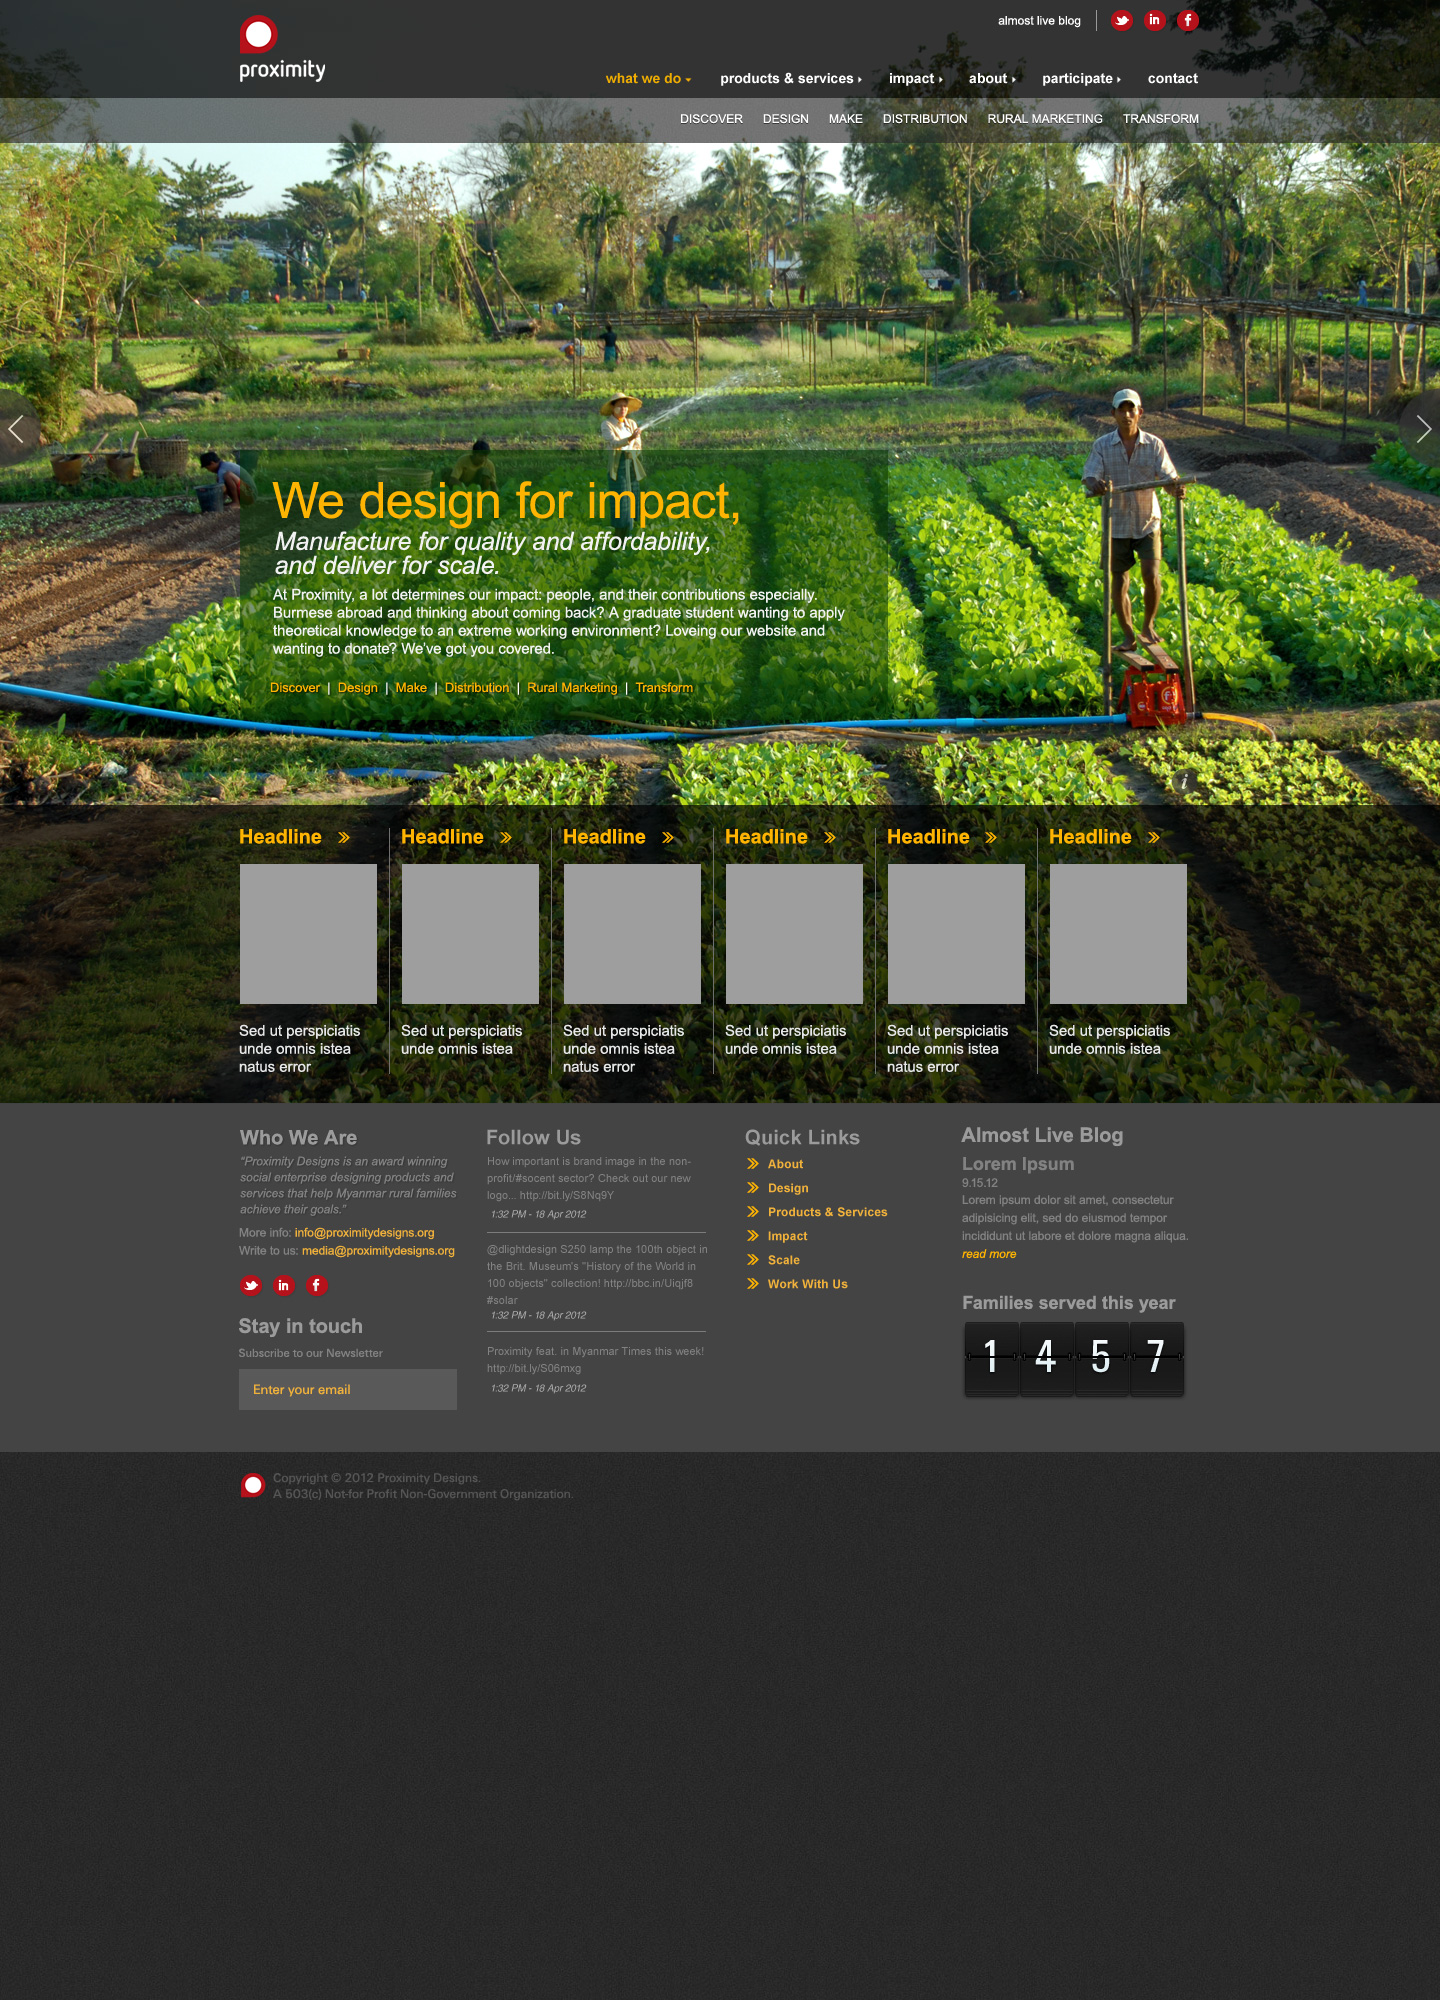 proximity
almost live blog
in
f
what we do
products & services
impact
about
participate
contact
DISCOVER
DESIGN
MAKE
DISTRIBUTION
RURAL MARKETING
TRANSFORM
We design for impact,
Manufacture for quality and affordability,
and deliver for scale.
At Proximity, a lot determines our impact: people, and their contributions especially.
Burmese abroad and thinking about coming back? A graduate student wanting to apply
theoretical knowledge to an extreme working environment? Loveing our website and
wanting to donate? We've got you covered.
Discover | Design | Make | Distribution | Rural Marketing | Transform
i
Headline
Headline
Headline
Headline
Headline
Headline
Sed ut perspiciatis
unde omnis istea
natus error
Sed ut perspiciatis
unde omnis istea
Sed ut perspiciatis
unde omnis istea
natus error
Sed ut perspiciatis
unde omnis istea
Sed ut perspiciatis
unde omnis istea
natus error
Sed ut perspiciatis
unde omnis istea
Who We Are
"Proximity Designs is an award winning
social enterprise designing products and
services that help Myanmar rural families
achieve their goals."
More info: info@proximitydesigns.org
Write to us: media@proximitydesigns.org
in
f
Stay in touch
Subscribe to our Newsletter
Enter your email
Follow Us
How important is brand image in the non-
profit/#socent sector? Check out our new
logo... http://bit.ly/S8Nq9Y
1:32 PM - 18 Apr 2012
@dlightdesign S250 lamp the 100th object in
the Brit. Museum's "History of the World in
100 objects" collection! http://bbc.in/Uiqjf8
#solar
1:32 PM - 18 Apr 2012
Proximity feat. in Myanmar Times this week!
http://bit.ly/S06mxg
1:32 PM - 18 Apr 2012
Quick Links
About
Design
Products & Services
Impact
Scale
Work With Us
Almost Live Blog
Lorem Ipsum
9.15.12
Lorem ipsum dolor sit amet, consectetur
adipisicing elit, sed do eiusmod tempor
incididunt ut labore et dolore magna aliqua.
read more
Families served this year
1 4 5 7
Copyright © 2012 Proximity Designs.
A 503(c) Not-for Profit Non-Government Organization.